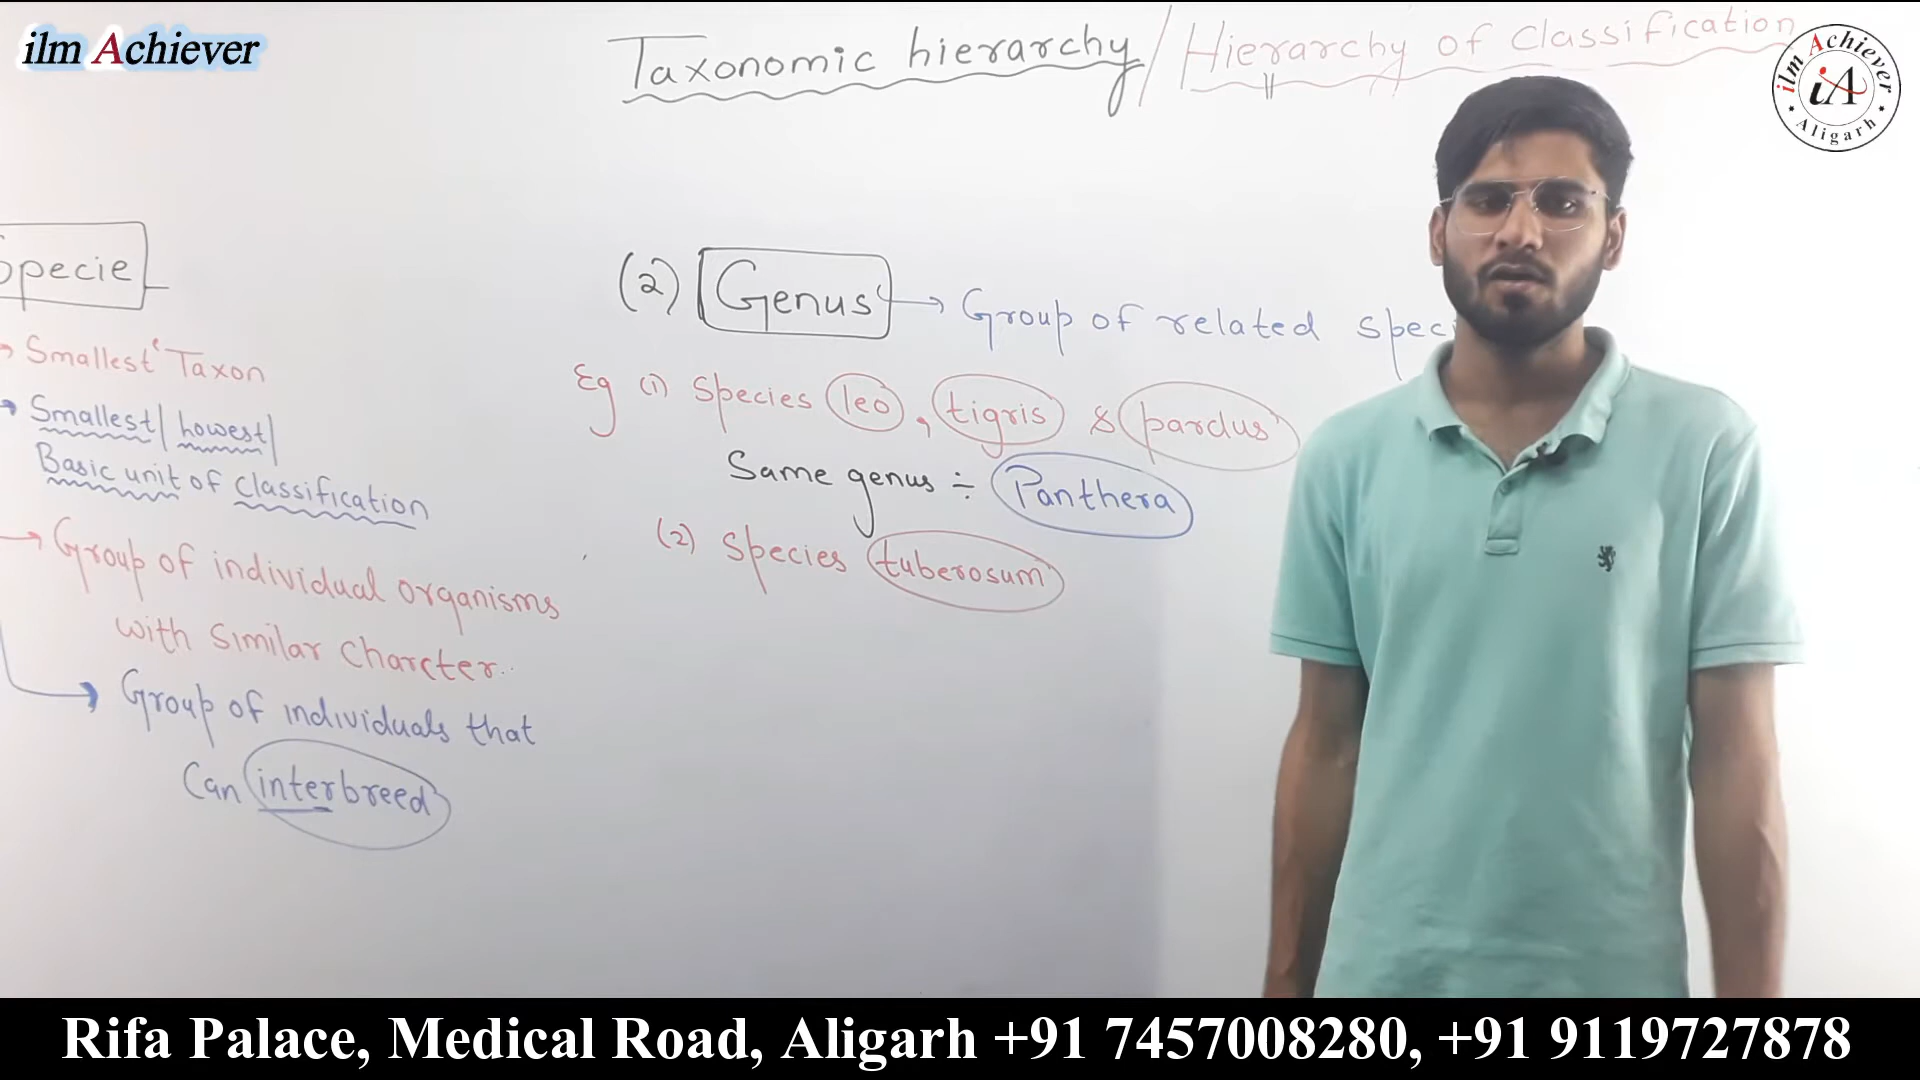 ilm Achiever
Taxonomic hierarchy / Hierarchy of Classification
ilm Achiever
iA
Aligarh
Specie
Smallest Taxon
Smallest| howest|
Basic unit of classification
Group of individual organisms
with Similar Charcter..
Group of individuals that
Can interbreed
(2) Genus → Group of related speci
Eg (1) Species leo, tigris & pardus
Same genus ÷ Panthera
(2) Species tuberosum
Rifa Palace, Medical Road, Aligarh +91 7457008280, +91 9119727878